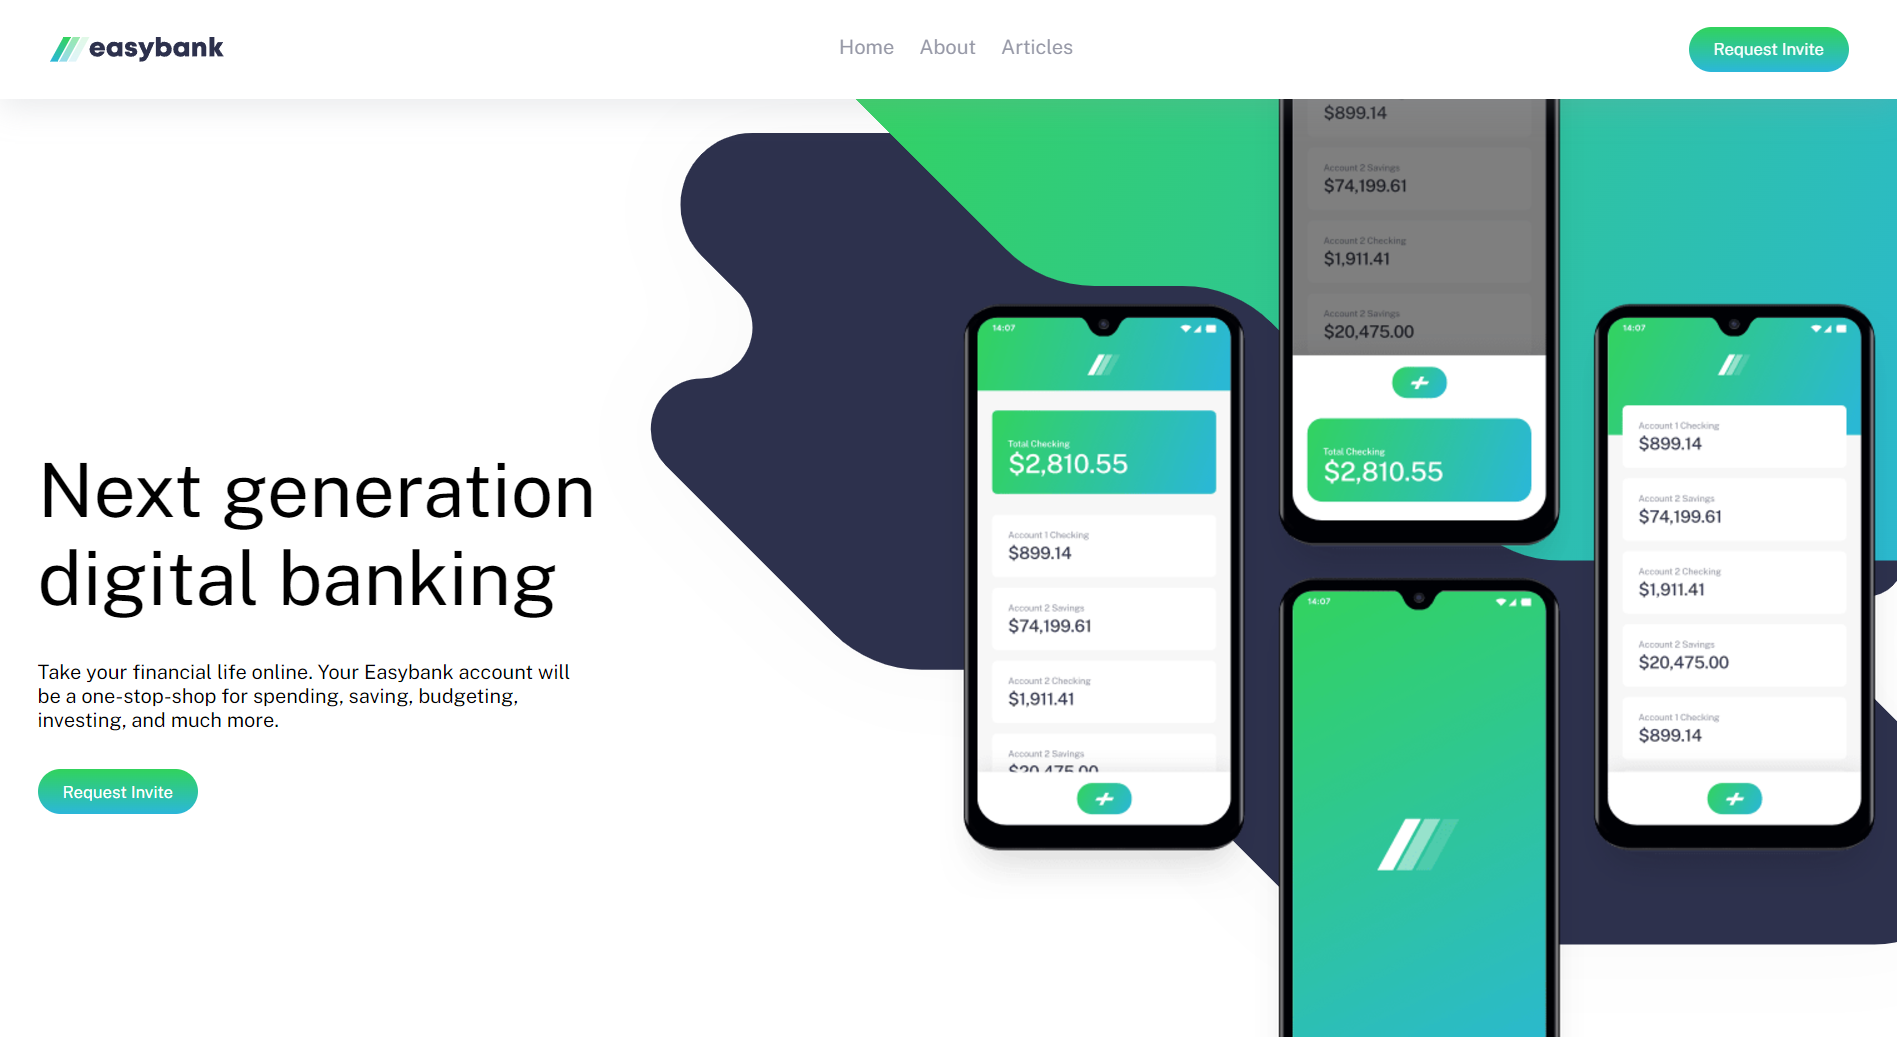 easybank
Home
About
Articles
Request Invite
Next generation
digital banking
Take your financial life online. Your Easybank account will
be a one-stop-shop for spending, saving, budgeting,
investing, and much more.
Request Invite
14:07
Total Checking
$2,810.55
Account 1 Checking
$899.14
Account 2 Savings
$74,199.61
Account 2 Checking
$1,911.41
Account 2 Savings
$20,475.00
$899.14
Account 2 Savings
$74,199.61
Account 2 Checking
$1,911.41
Account 2 Savings
$20,475.00
Total Checking
$2,810.55
14:07
14:07
Account 1 Checking
$899.14
Account 2 Savings
$74,199.61
Account 2 Checking
$1,911.41
Account 2 Savings
$20,475.00
Account 1 Checking
$899.14